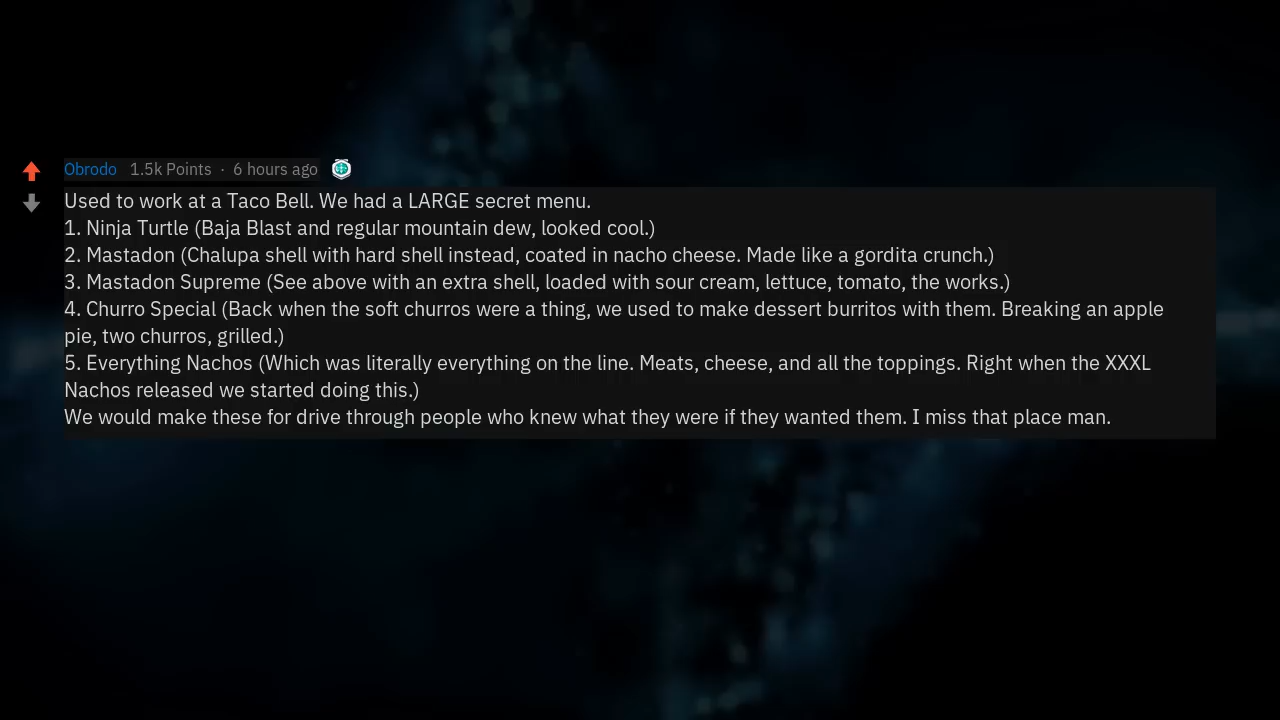 Obrodo 1.5k Points · 6 hours ago
Used to work at a Taco Bell. We had a LARGE secret menu.
1. Ninja Turtle (Baja Blast and regular mountain dew, looked cool.)
2. Mastadon (Chalupa shell with hard shell instead, coated in nacho cheese. Made like a gordita crunch.)
3. Mastadon Supreme (See above with an extra shell, loaded with sour cream, lettuce, tomato, the works.)
4. Churro Special (Back when the soft churros were a thing, we used to make dessert burritos with them. Breaking an apple
pie, two churros, grilled.)
5. Everything Nachos (Which was literally everything on the line. Meats, cheese, and all the toppings. Right when the XXXL
Nachos released we started doing this.)
We would make these for drive through people who knew what they were if they wanted them. I miss that place man.